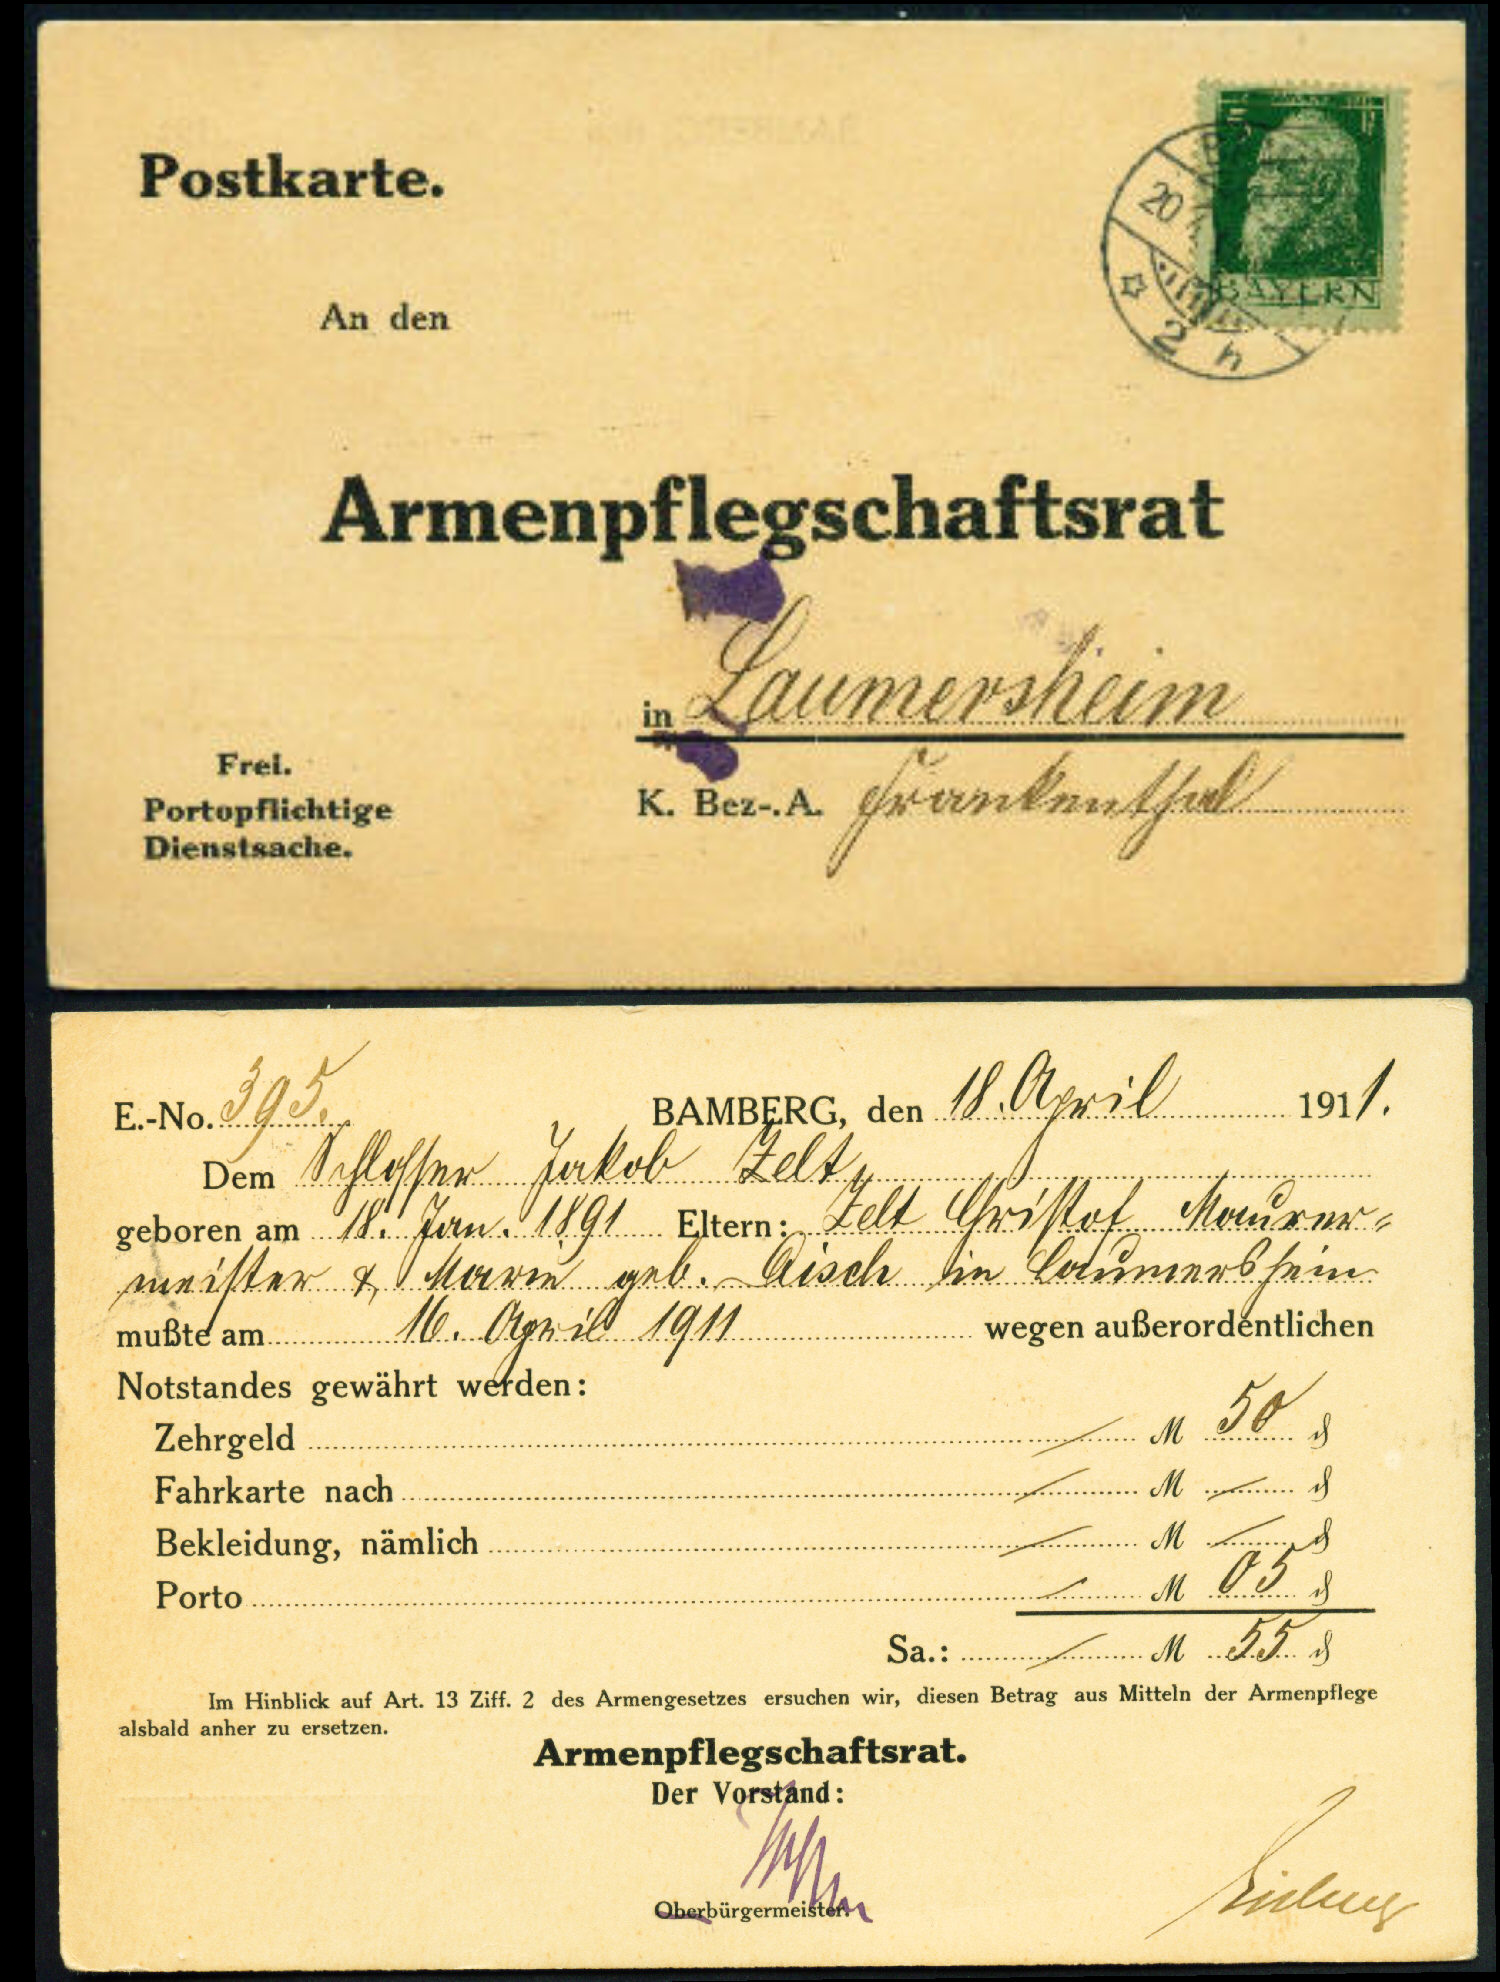 Postkarte.
5
BAYERN
20
2 h
An den
Armenpflegschaftsrat
in Laumersheim
Frei.
Portopflichtige
Dienstsache.
K. Bez-.A. Frankenthal
E.-No. 395. BAMBERG, den 18. April 1911.
Dem Schlosser Jakob Zelt,
geboren am 18. Jan. 1891 Eltern: Zelt Christof Maurer-
meister & Marie geb. Aisch in Laumersheim
mußte am 16. April 1911 wegen außerordentlichen
Notstandes gewährt werden:
Zehrgeld / M 50 ₰
Fahrkarte nach / M / ₰
Bekleidung, nämlich / M / ₰
Porto / M 05 ₰
Sa.: / M 55 ₰
Im Hinblick auf Art. 13 Ziff. 2 des Armengesetzes ersuchen wir, diesen Betrag aus Mitteln der Armenpflege
alsbald anher zu ersetzen.
Armenpflegschaftsrat.
Der Vorstand:
Oberbürgermeister.